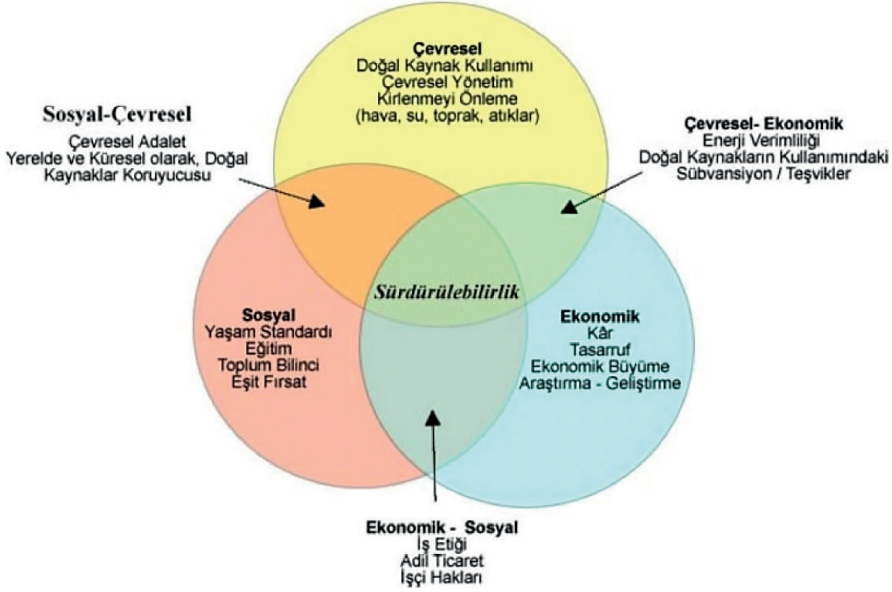 Çevresel
Doğal Kaynak Kullanımı
Çevresel Yönetim
Kirlenmeyi Önleme
(hava, su, toprak, atıklar)
Sosyal-Çevresel
Çevresel Adalet
Yerelde ve Küresel olarak, Doğal
Kaynaklar Koruyucusu
Çevresel- Ekonomik
Enerji Verimliliği
Doğal Kaynakların Kullanımındaki
Sübvansiyon / Teşvikler
Sürdürülebilirlik
Sosyal
Yaşam Standardı
Eğitim
Toplum Bilinci
Eşit Fırsat
Ekonomik
Kâr
Tasarruf
Ekonomik Büyüme
Araştırma - Geliştirme
Ekonomik - Sosyal
İş Etiği
Adil Ticaret
İşçi Hakları